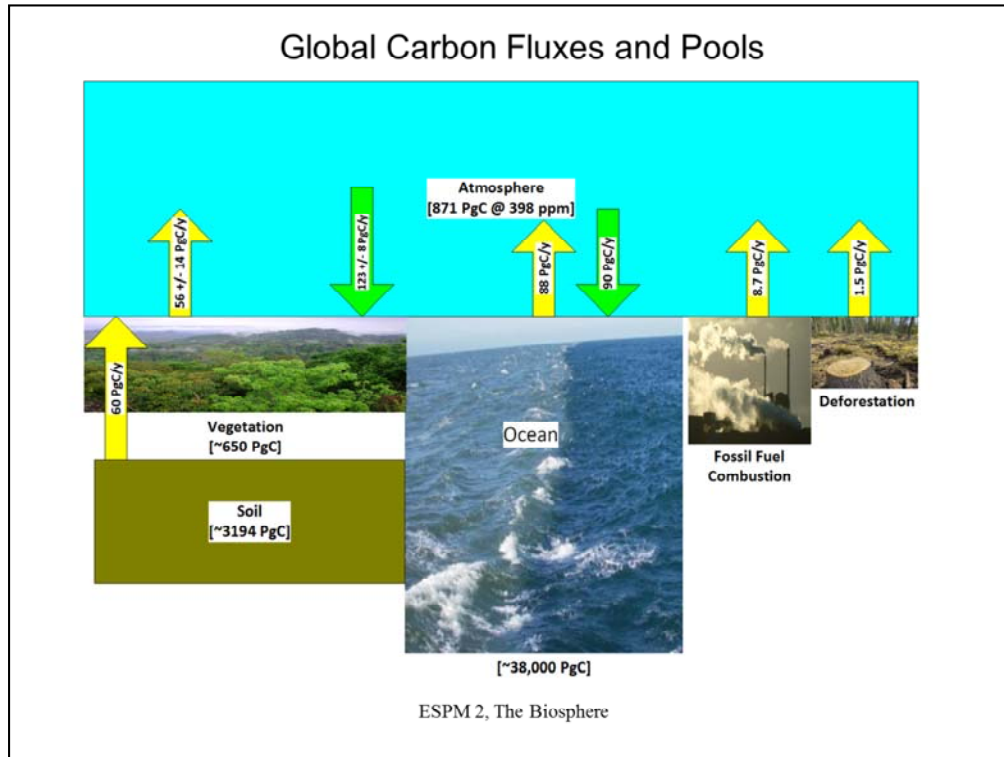 Global Carbon Fluxes and Pools
Atmosphere
[871 PgC @ 398 ppm]
56 +/- 14 PgC/y
123 +/- 8 PgC/y
88 PgC/y
90 PgC/y
8.7 PgC/y
1.5 PgC/y
60 PgC/y
Vegetation
[~650 PgC]
Soil
[~3194 PgC]
Ocean
[~38,000 PgC]
Fossil Fuel
Combustion
Deforestation
ESPM 2, The Biosphere